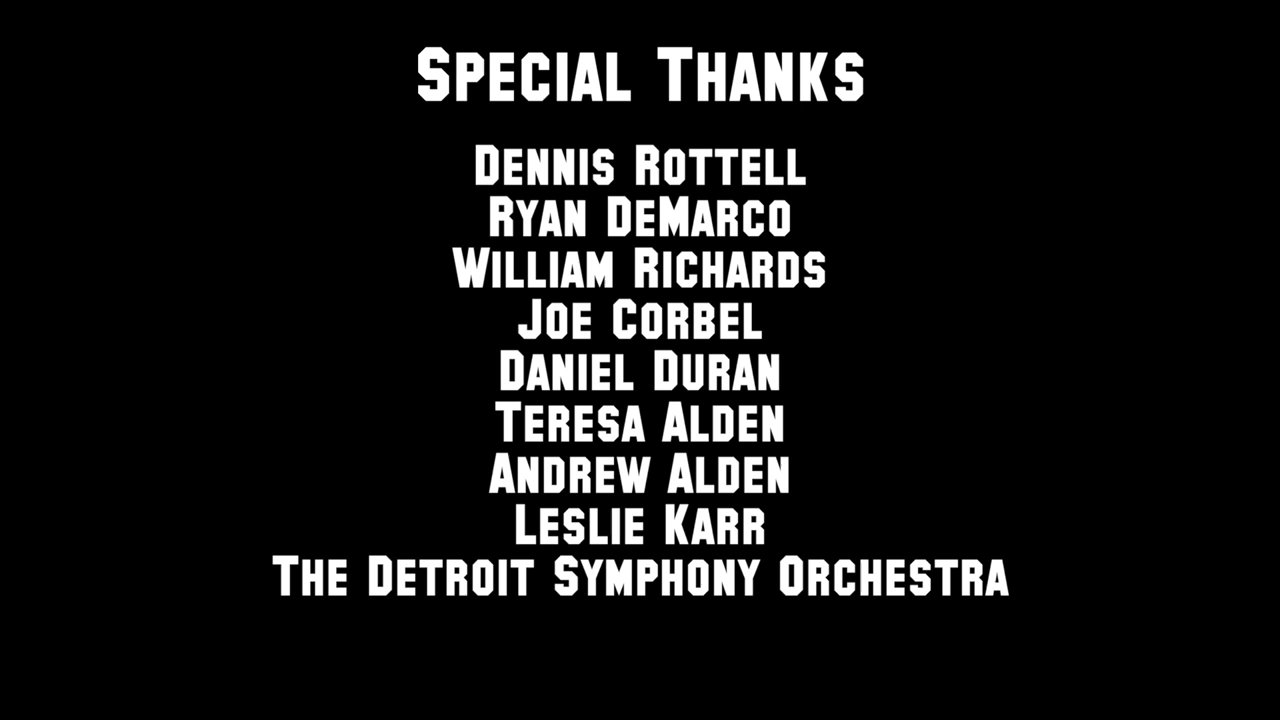 Special Thanks
Dennis Rottell
Ryan DeMarco
William Richards
Joe Corbel
Daniel Duran
Teresa Alden
Andrew Alden
Leslie Karr
The Detroit Symphony Orchestra